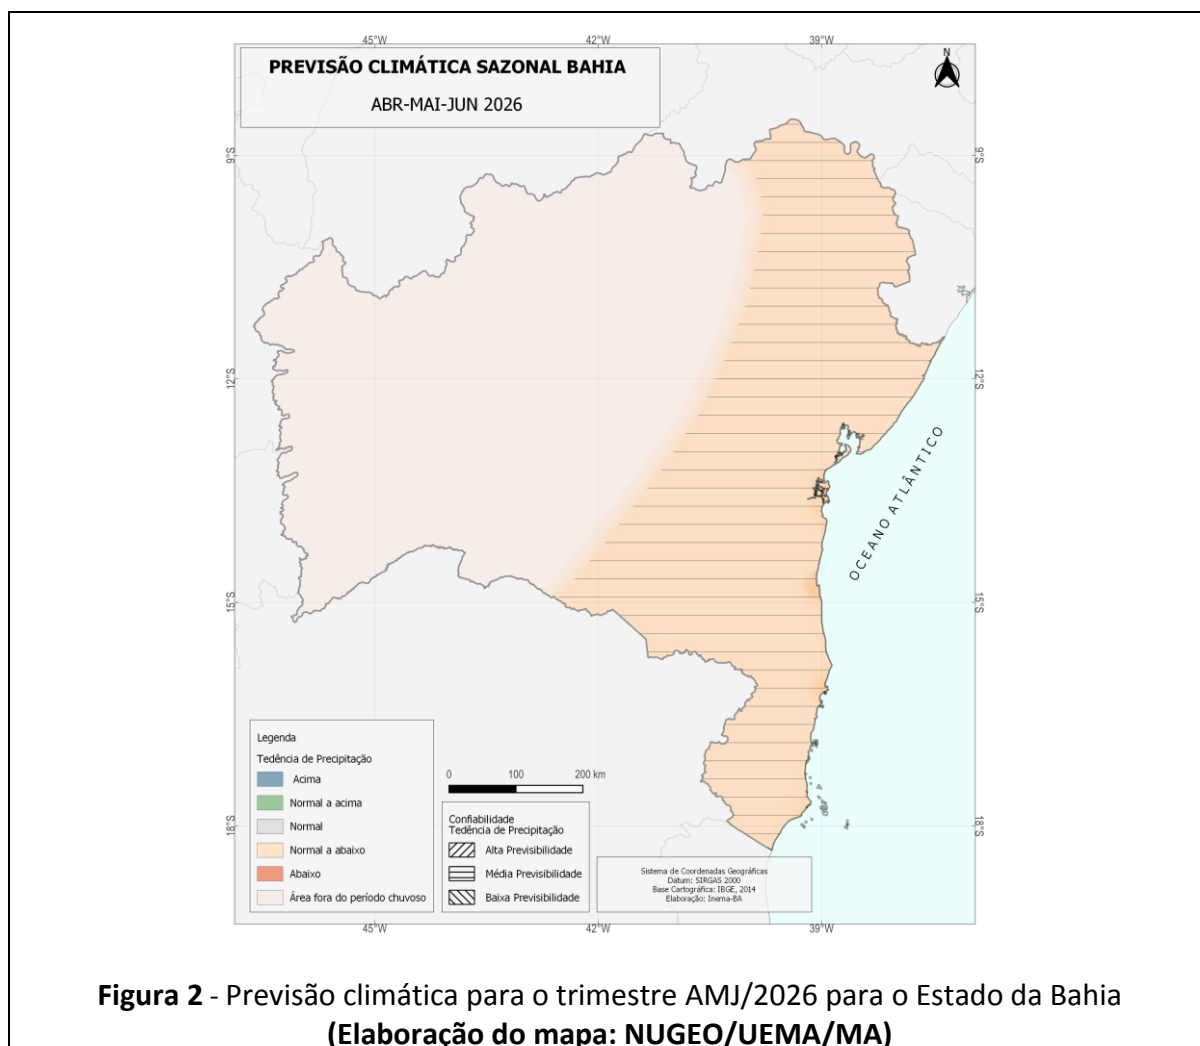 45°W
42°W
39°W
PREVISÃO CLIMÁTICA SAZONAL BAHIA
ABR-MAI-JUN 2026
N
9°S
9°S
12°S
12°S
OCEANO ATLÂNTICO
15°S
15°S
Legenda
Tedência de Precipitação
Acima
Normal a acima
Normal
Normal a abaixo
Abaixo
Área fora do período chuvoso
0 100 200 km
Confiabilidade
Tedência de Precipitação
Alta Previsibilidade
Média Previsibilidade
Baixa Previsibilidade
18°S
18°S
Sistema de Coordenadas Geográficas
Datum: SIRGAS 2000
Base Cartográfica: IBGE, 2014
Elaboração: Inema-BA
45°W
42°W
39°W
Figura 2 - Previsão climática para o trimestre AMJ/2026 para o Estado da Bahia
(Elaboração do mapa: NUGEO/UEMA/MA)